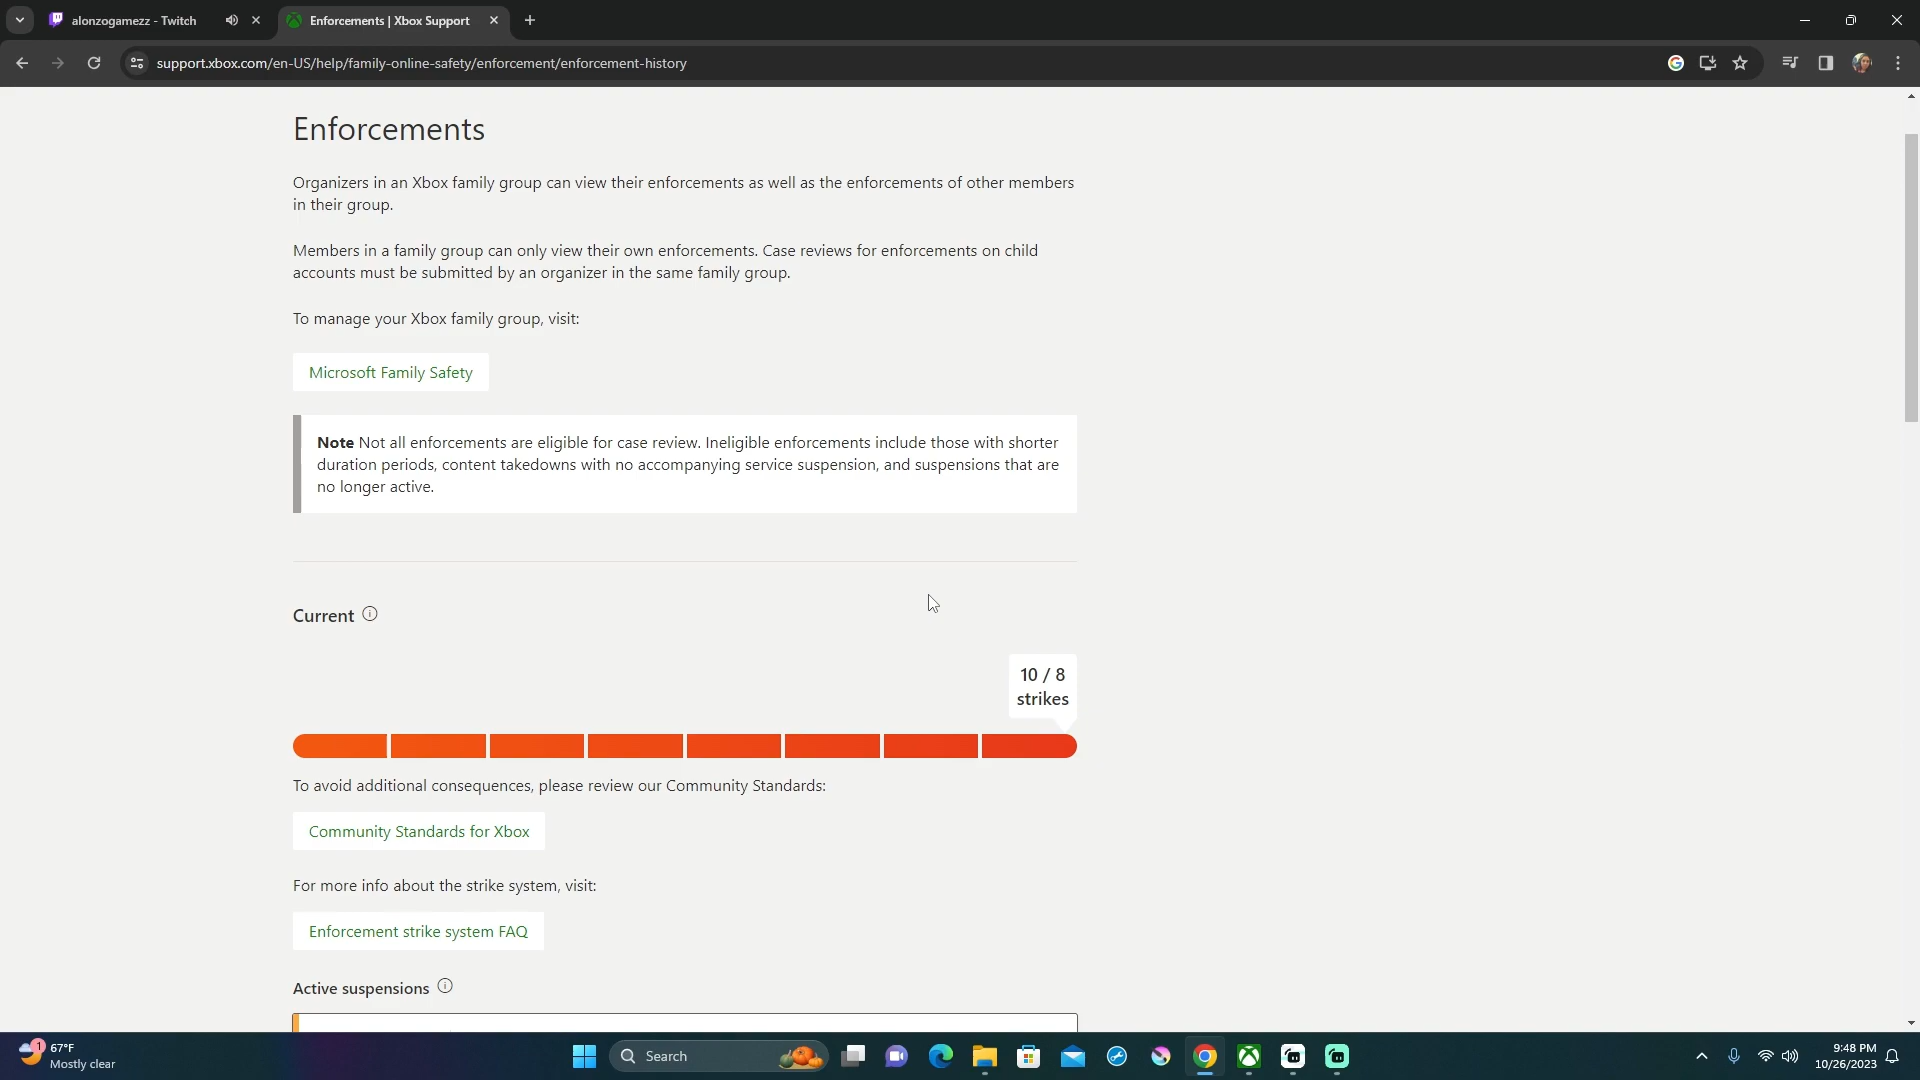 alonzogamezz - Twitch
Enforcements | Xbox Support
support.xbox.com/en-US/help/family-online-safety/enforcement/enforcement-history
Enforcements
Organizers in an Xbox family group can view their enforcements as well as the enforcements of other members
in their group.
Members in a family group can only view their own enforcements. Case reviews for enforcements on child
accounts must be submitted by an organizer in the same family group.
To manage your Xbox family group, visit:
Microsoft Family Safety
Note Not all enforcements are eligible for case review. Ineligible enforcements include those with shorter
duration periods, content takedowns with no accompanying service suspension, and suspensions that are
no longer active.
Current
10 / 8
strikes
To avoid additional consequences, please review our Community Standards:
Community Standards for Xbox
For more info about the strike system, visit:
Enforcement strike system FAQ
Active suspensions
1
67°F
Mostly clear
Search
9:48 PM
10/26/2023